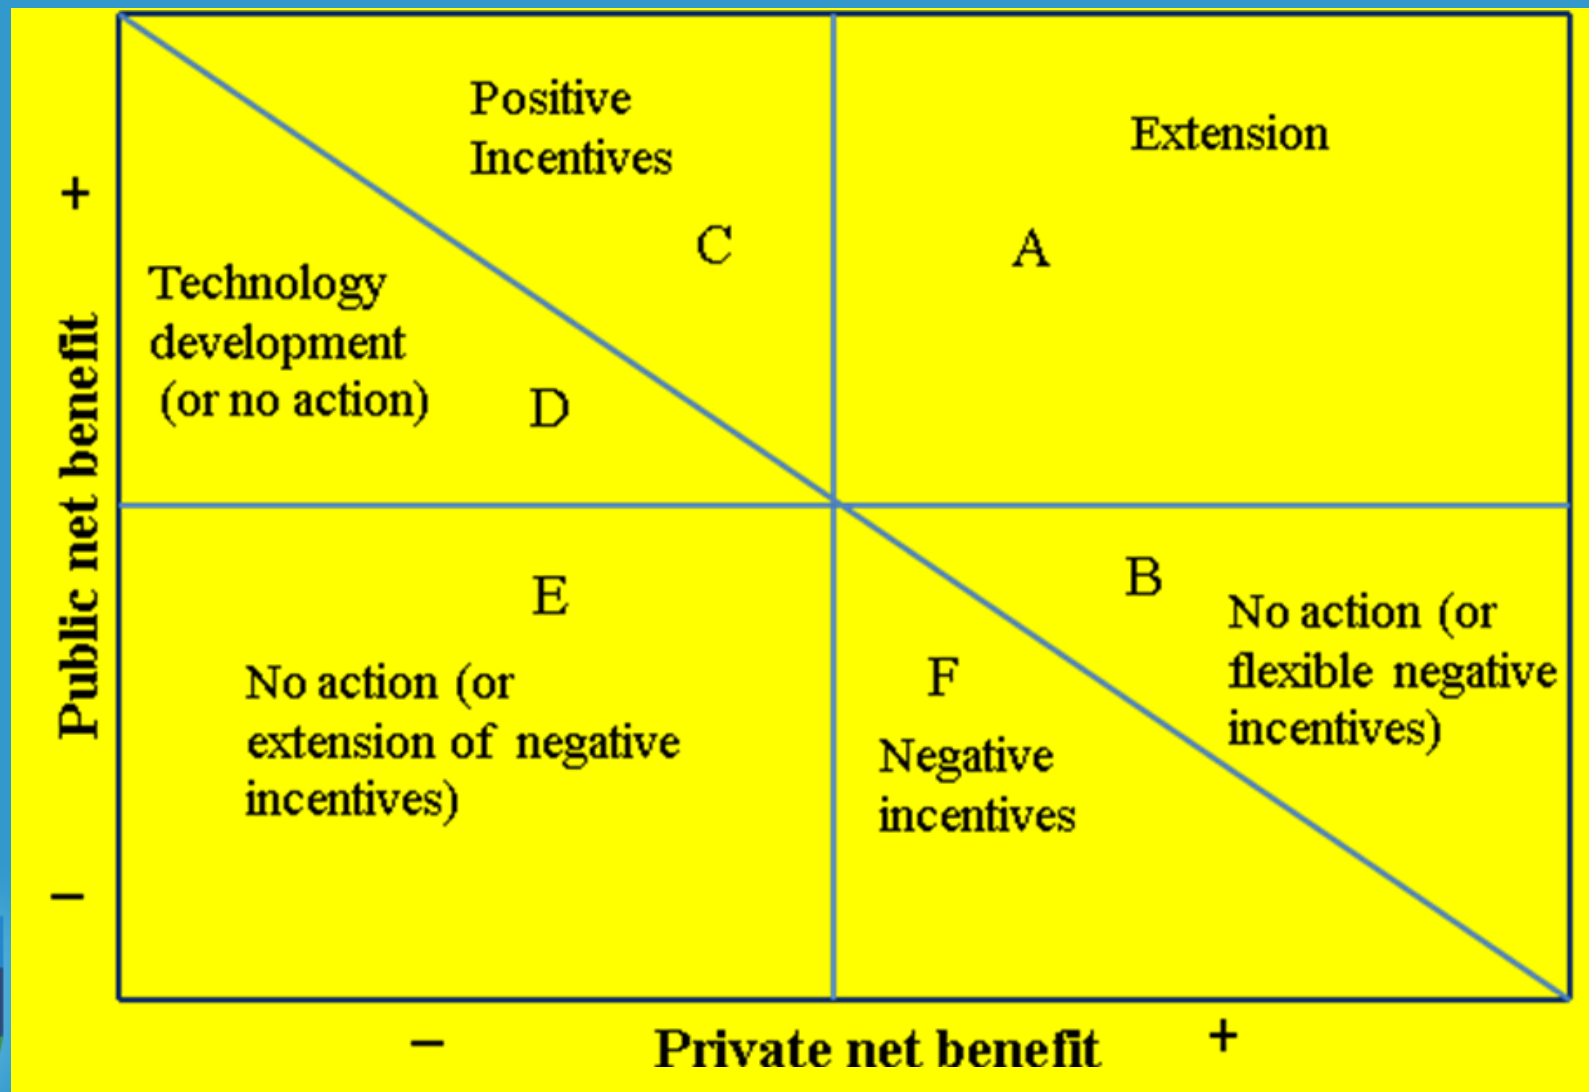 Positive
Incentives
Extension
C
A
+
Technology
development
(or no action)
D
Public net benefit
E
B
No action (or
flexible negative
incentives)
No action (or
extension of negative
incentives)
F
Negative
incentives
–
–
Private net benefit
+